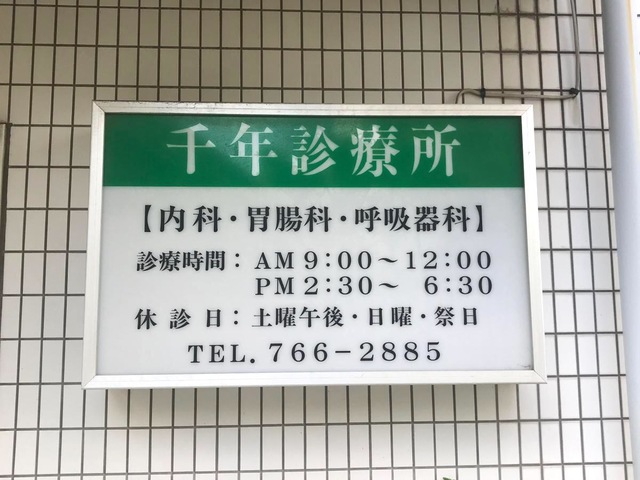 千年診療所
【内科・胃腸科・呼吸器科】
診療時間：AM9:00～12:00
PM2:30～ 6:30
休診日：土曜午後・日曜・祭日
TEL. 766-2885